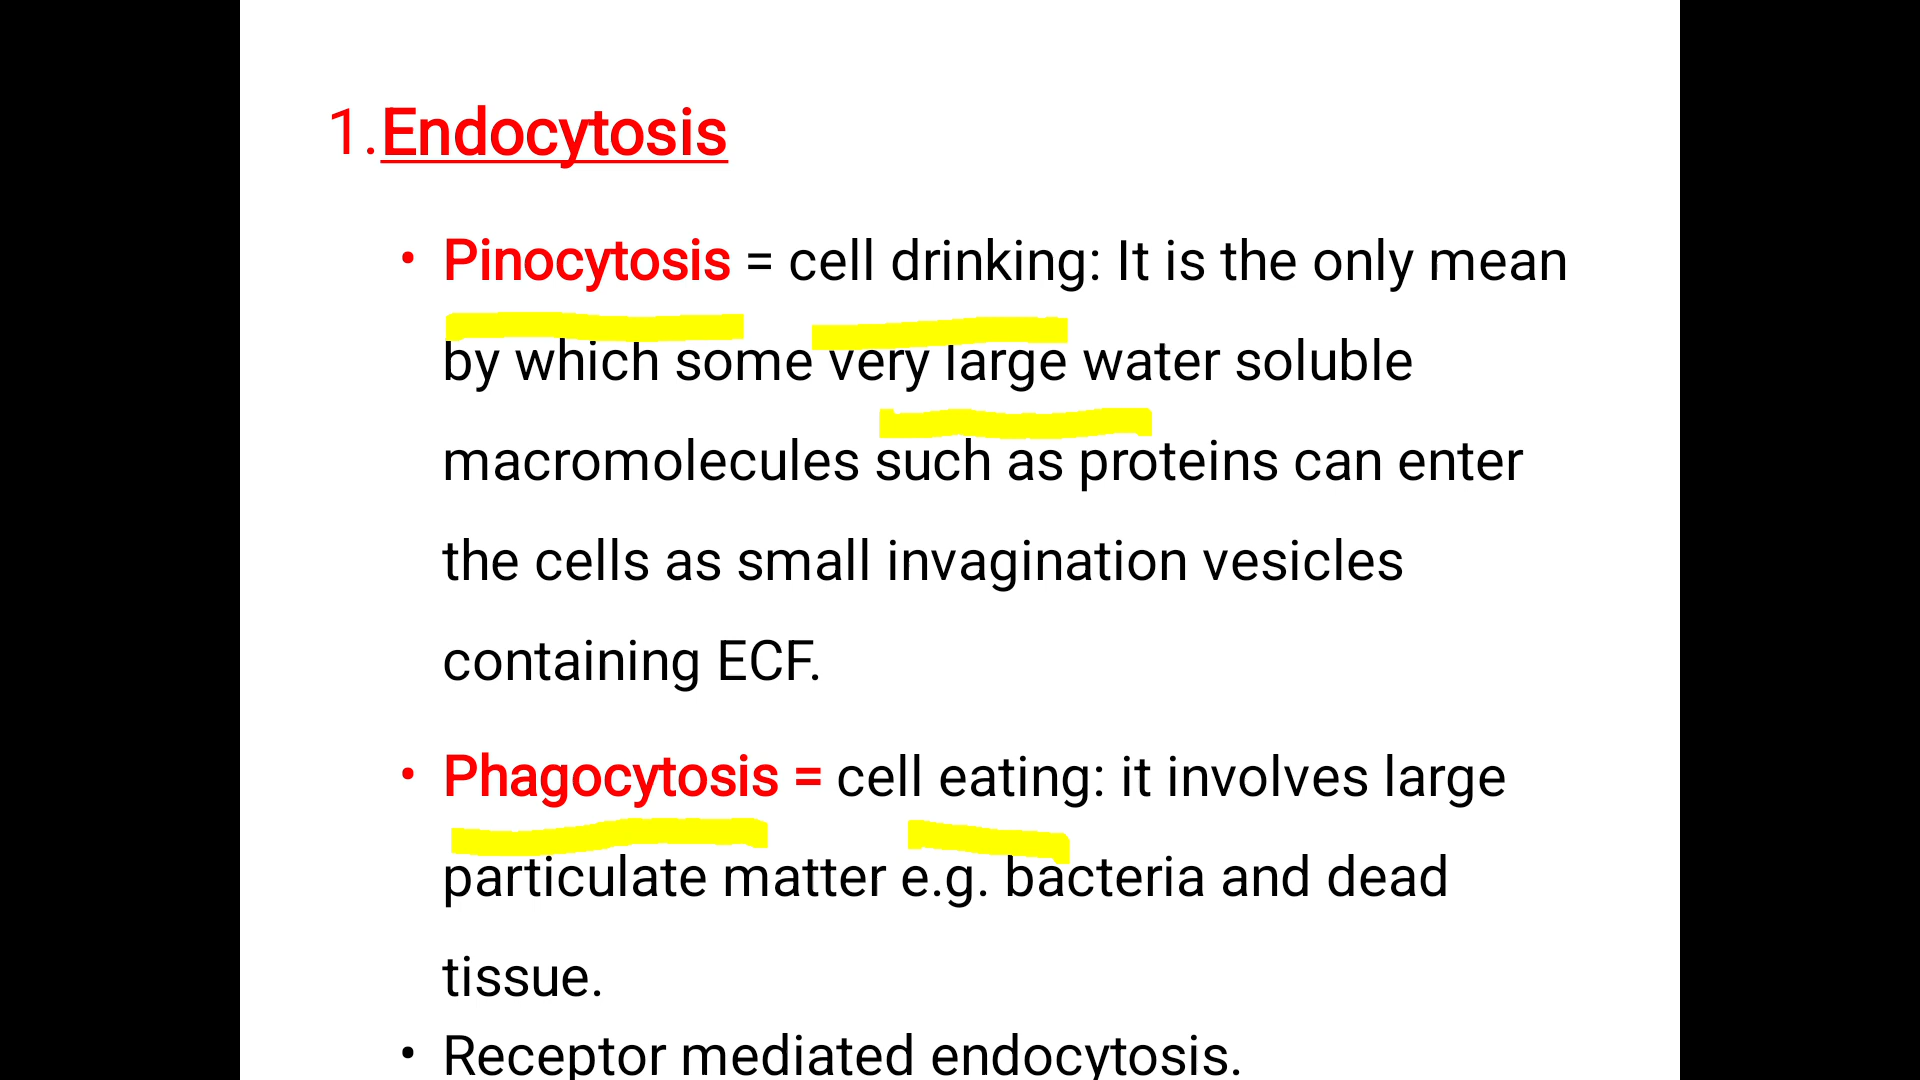 1.Endocytosis
• Pinocytosis = cell drinking: It is the only mean
by which some very large water soluble
macromolecules such as proteins can enter
the cells as small invagination vesicles
containing ECF.
• Phagocytosis = cell eating: it involves large
particulate matter e.g. bacteria and dead
tissue.
• Receptor mediated endocytosis.